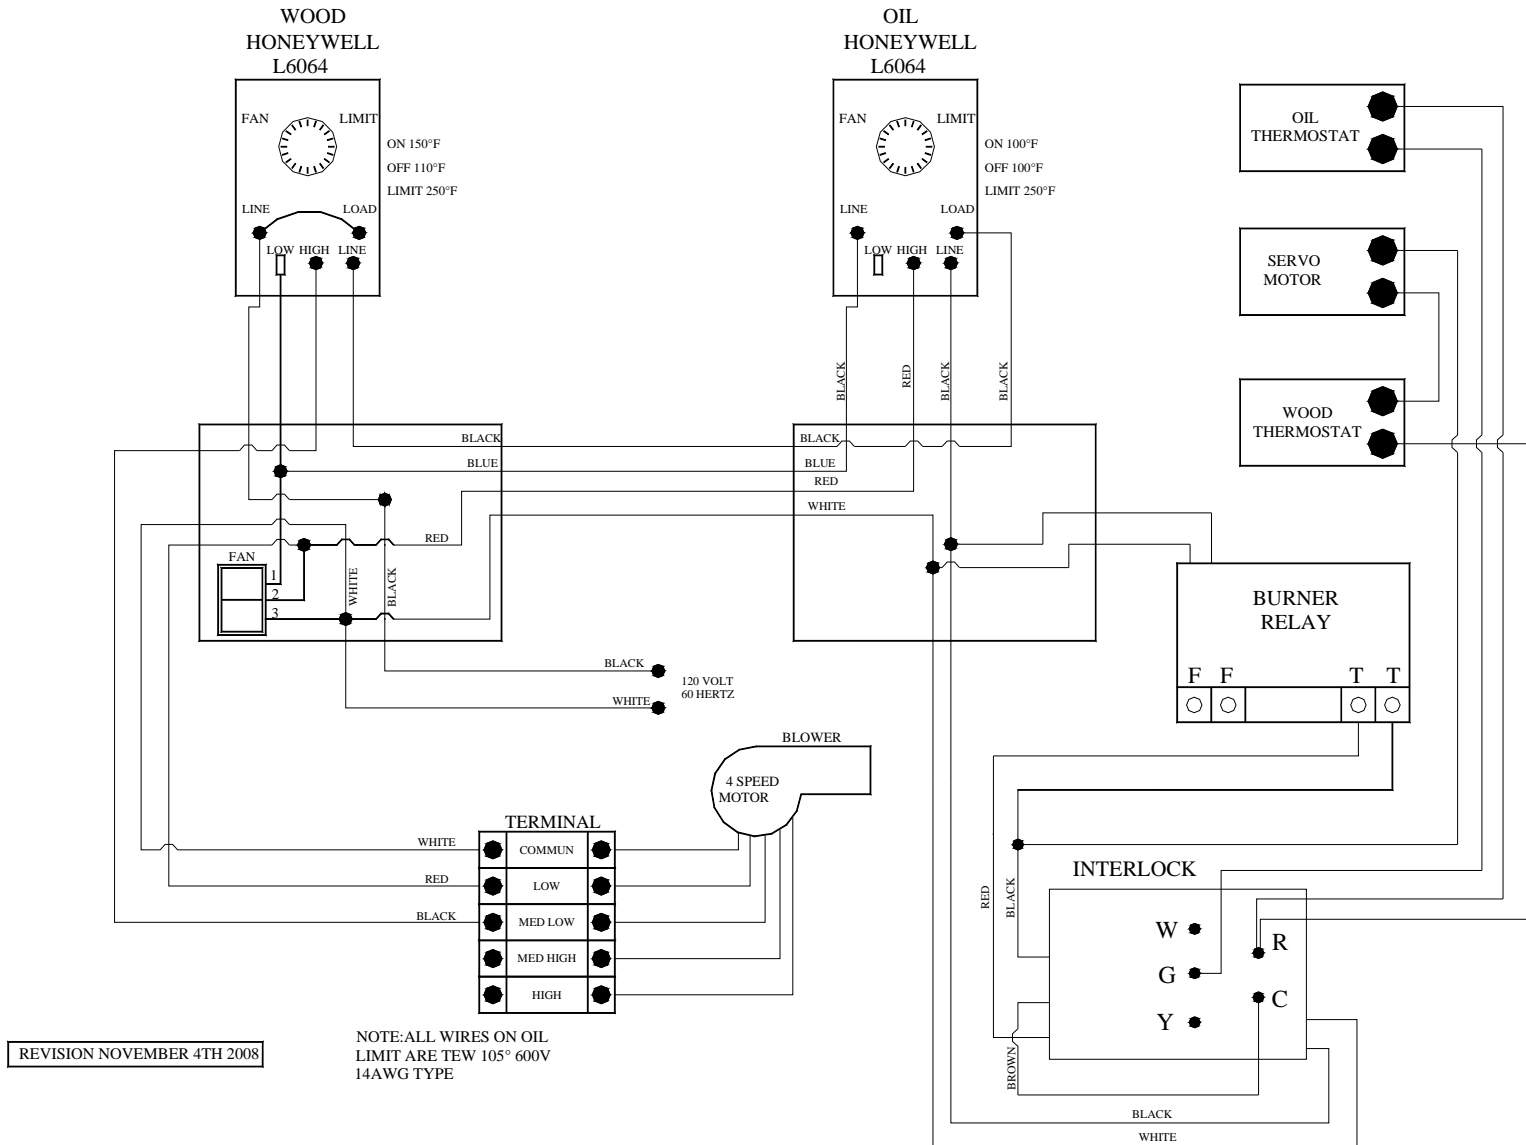 WOOD
HONEYWELL
L6064
FAN
LIMIT
ON 150°F
OFF 110°F
LIMIT 250°F
LINE
LOAD
LOW
HIGH
LINE
OIL
HONEYWELL
L6064
FAN
LIMIT
ON 100°F
OFF 100°F
LIMIT 250°F
LINE
LOAD
LOW
HIGH
LINE
OIL
THERMOSTAT
SERVO
MOTOR
WOOD
THERMOSTAT
BLACK
RED
BLACK
BLACK
BLACK
BLUE
RED
FAN
1
2
3
WHITE
BLACK
BLACK
BLUE
RED
WHITE
BLACK
WHITE
120 VOLT
60 HERTZ
BURNER
RELAY
F
F
T
T
BLOWER
4 SPEED
MOTOR
TERMINAL
WHITE
COMMUN
RED
LOW
BLACK
MED LOW
MED HIGH
HIGH
RED
BLACK
BROWN
INTERLOCK
W
R
G
C
Y
BLACK
WHITE
NOTE:ALL WIRES ON OIL
LIMIT ARE TEW 105° 600V
14AWG TYPE
REVISION NOVEMBER 4TH 2008